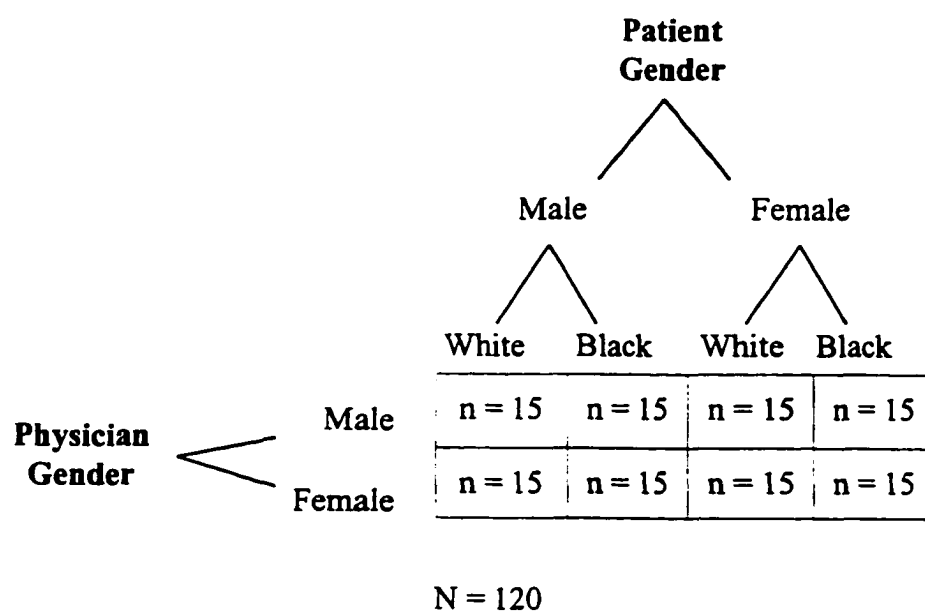 Patient
Gender
Male Female
White Black White Black
Male n = 15 n = 15 n = 15 n = 15
Physician
Gender
Female n = 15 n = 15 n = 15 n = 15
N = 120